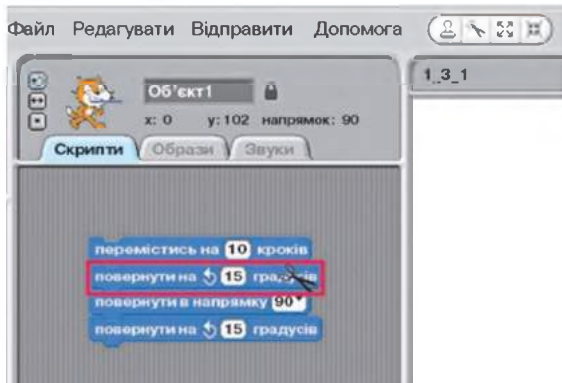 Файл Редагувати Відправити Допомога
1_3_1
Об'єкт1
x: 0 y: 102 напрямок: 90
Скрипти Образи Звуки
перемістись на 10 кроків
повернути на 15 градусів
повернути в напрямку 90
повернути на 15 градусів